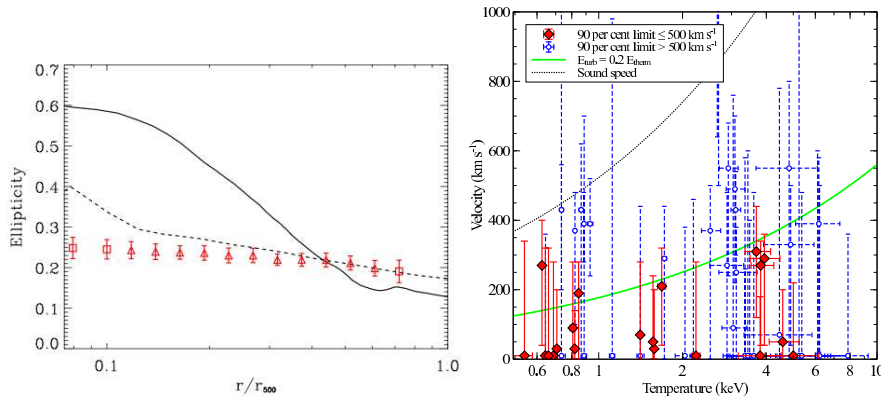 0.7
0.6
0.5
0.4
0.3
0.2
0.1
0.0
Ellipticity
0.1
1.0
r/r500
1000
800
600
400
200
0
Velocity (km s-1)
90 per cent limit ≤ 500 km s-1
90 per cent limit > 500 km s-1
Eturb = 0.2 Etherm
Sound speed
0.6 0.8 1 2 4 6 8 10
Temperature (keV)